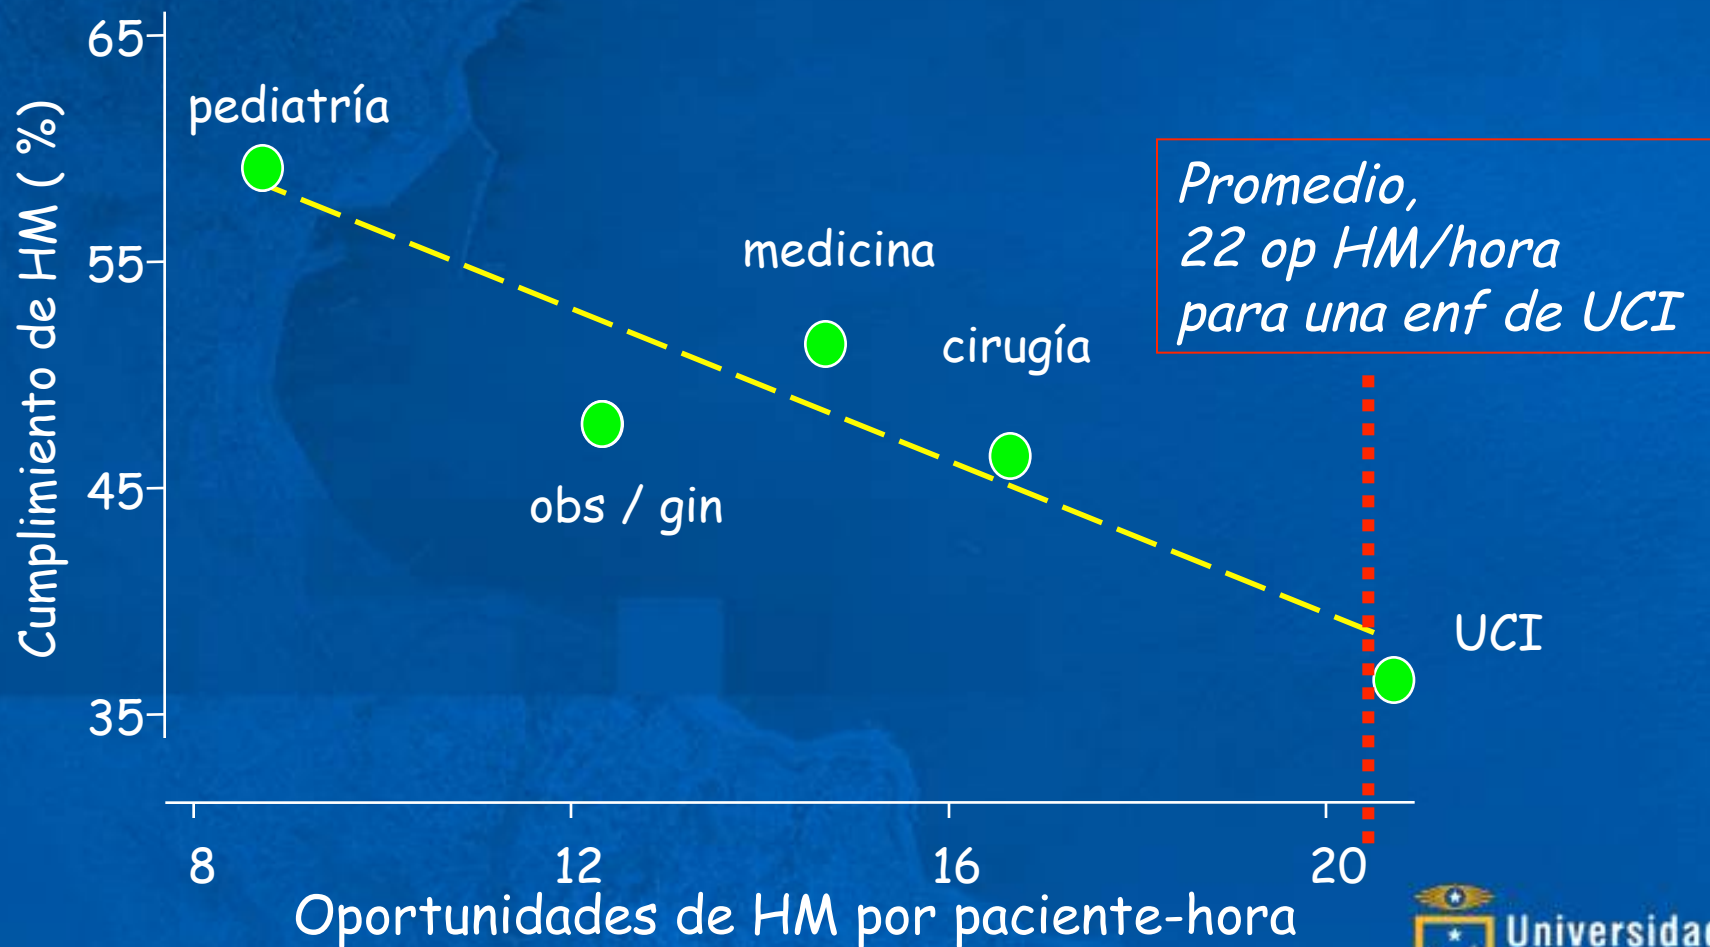 65
pediatría
Promedio,
22 op HM/hora
para una enf de UCI
medicina
55
cirugía
Cumplimiento de HM ( %)
45
obs / gin
UCI
35
8 12 16 20
Oportunidades de HM por paciente-hora